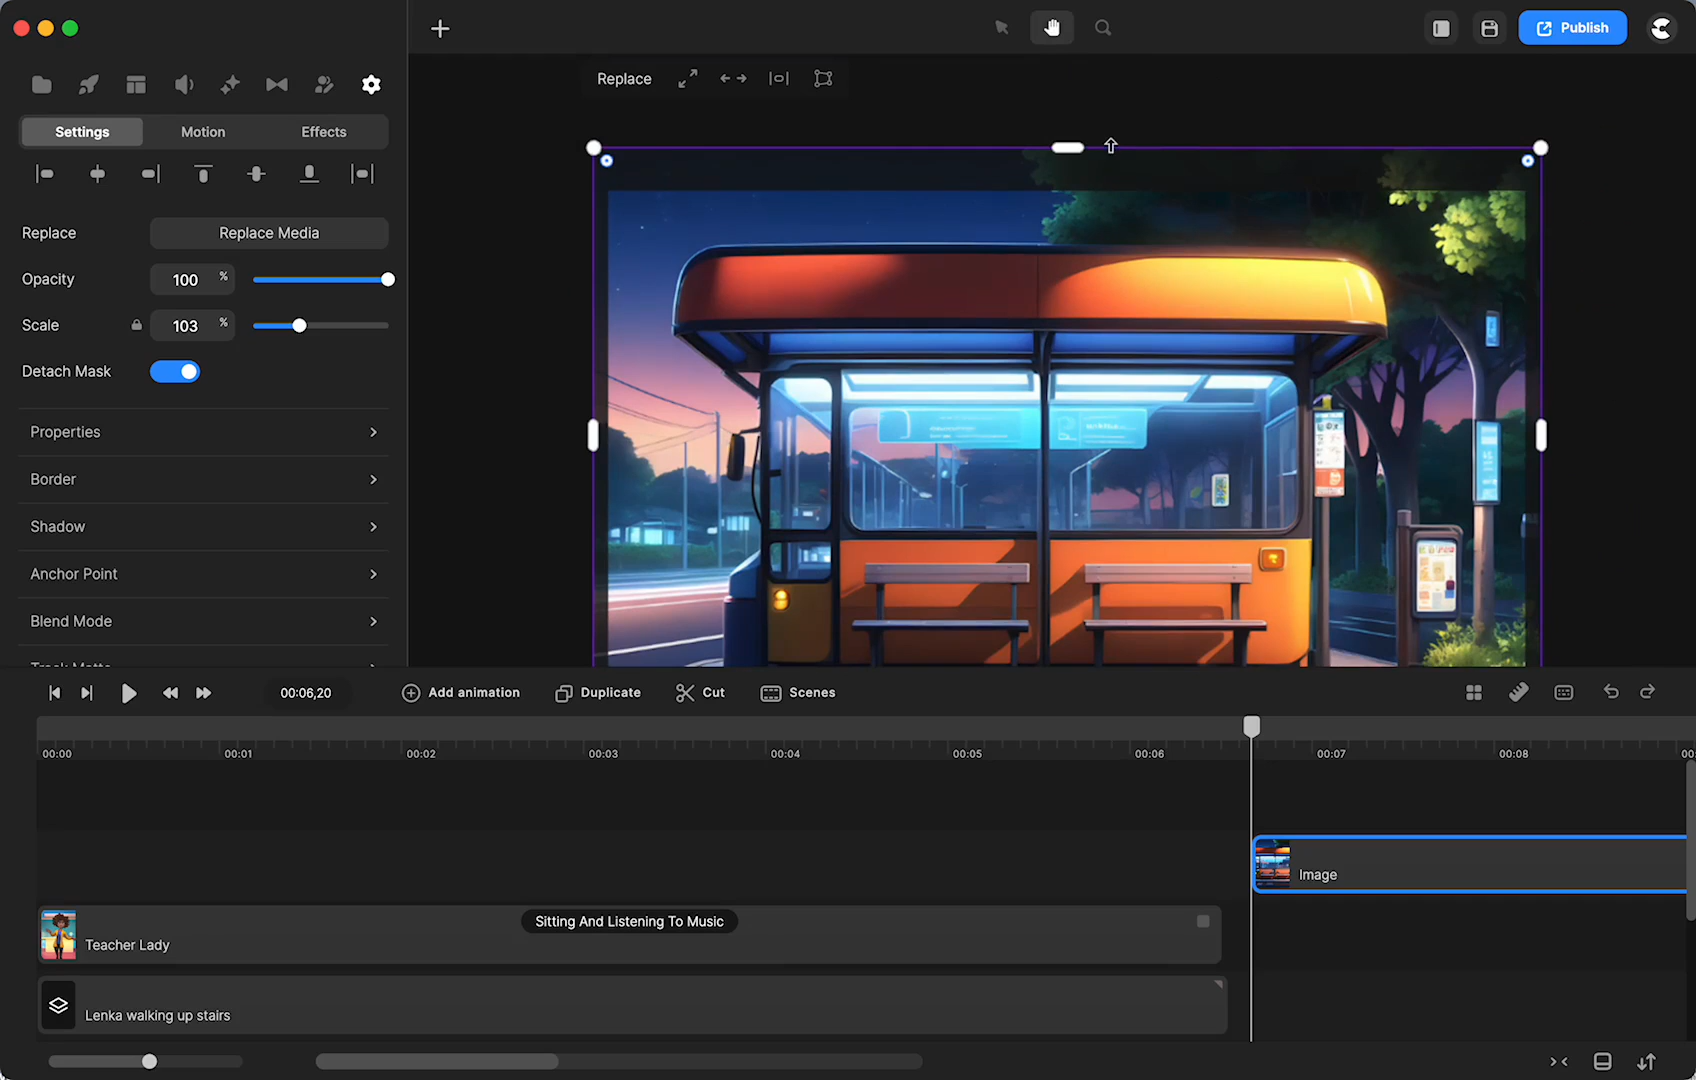 Publish
Replace
Settings
Motion
Effects
Replace
Replace Media
Opacity
100 %
Scale
103 %
Detach Mask
Properties
Border
Shadow
Anchor Point
Blend Mode
Track Matte
00:06,20
Add animation
Duplicate
Cut
Scenes
00:00
00:01
00:02
00:03
00:04
00:05
00:06
00:07
00:08
00:
Image
Sitting And Listening To Music
Teacher Lady
Lenka walking up stairs